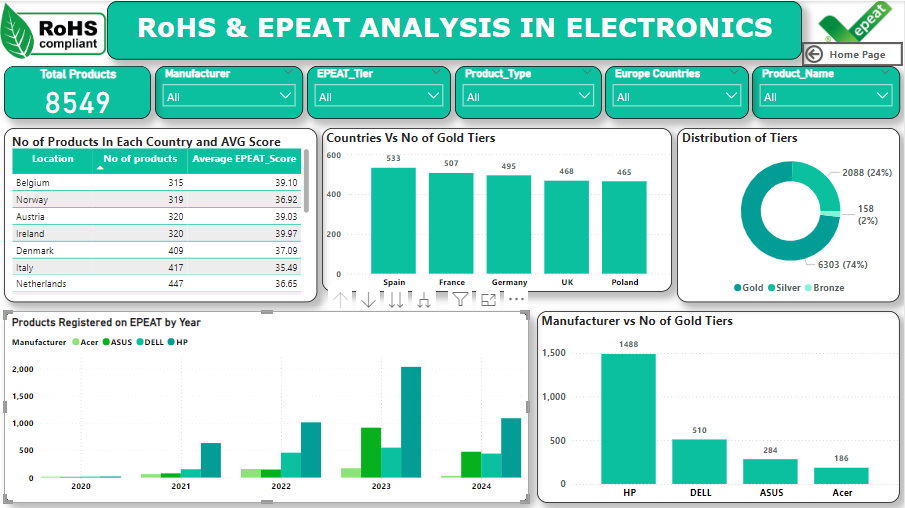 RoHS
compliant
RoHS & EPEAT ANALYSIS IN ELECTRONICS
epeat
Home Page
Total Products
8549
Manufacturer
All
EPEAT_Tier
All
Product_Type
All
Europe Countries
All
Product_Name
All
No of Products In Each Country and AVG Score
Location No of products Average EPEAT_Score
Belgium 315 39.10
Norway 319 36.92
Austria 320 39.03
Ireland 320 39.97
Denmark 409 37.09
Italy 417 35.49
Netherlands 447 36.65
Countries Vs No of Gold Tiers
600
400
200
0
533
507
495
468
465
Spain France Germany UK Poland
Distribution of Tiers
2088 (24%)
158
(2%)
6303 (74%)
Gold Silver Bronze
Products Registered on EPEAT by Year
Manufacturer Acer ASUS DELL HP
2,000
1,500
1,000
500
0
2020 2021 2022 2023 2024
Manufacturer vs No of Gold Tiers
1,500
1,000
500
0
1488
510
284
186
HP DELL ASUS Acer